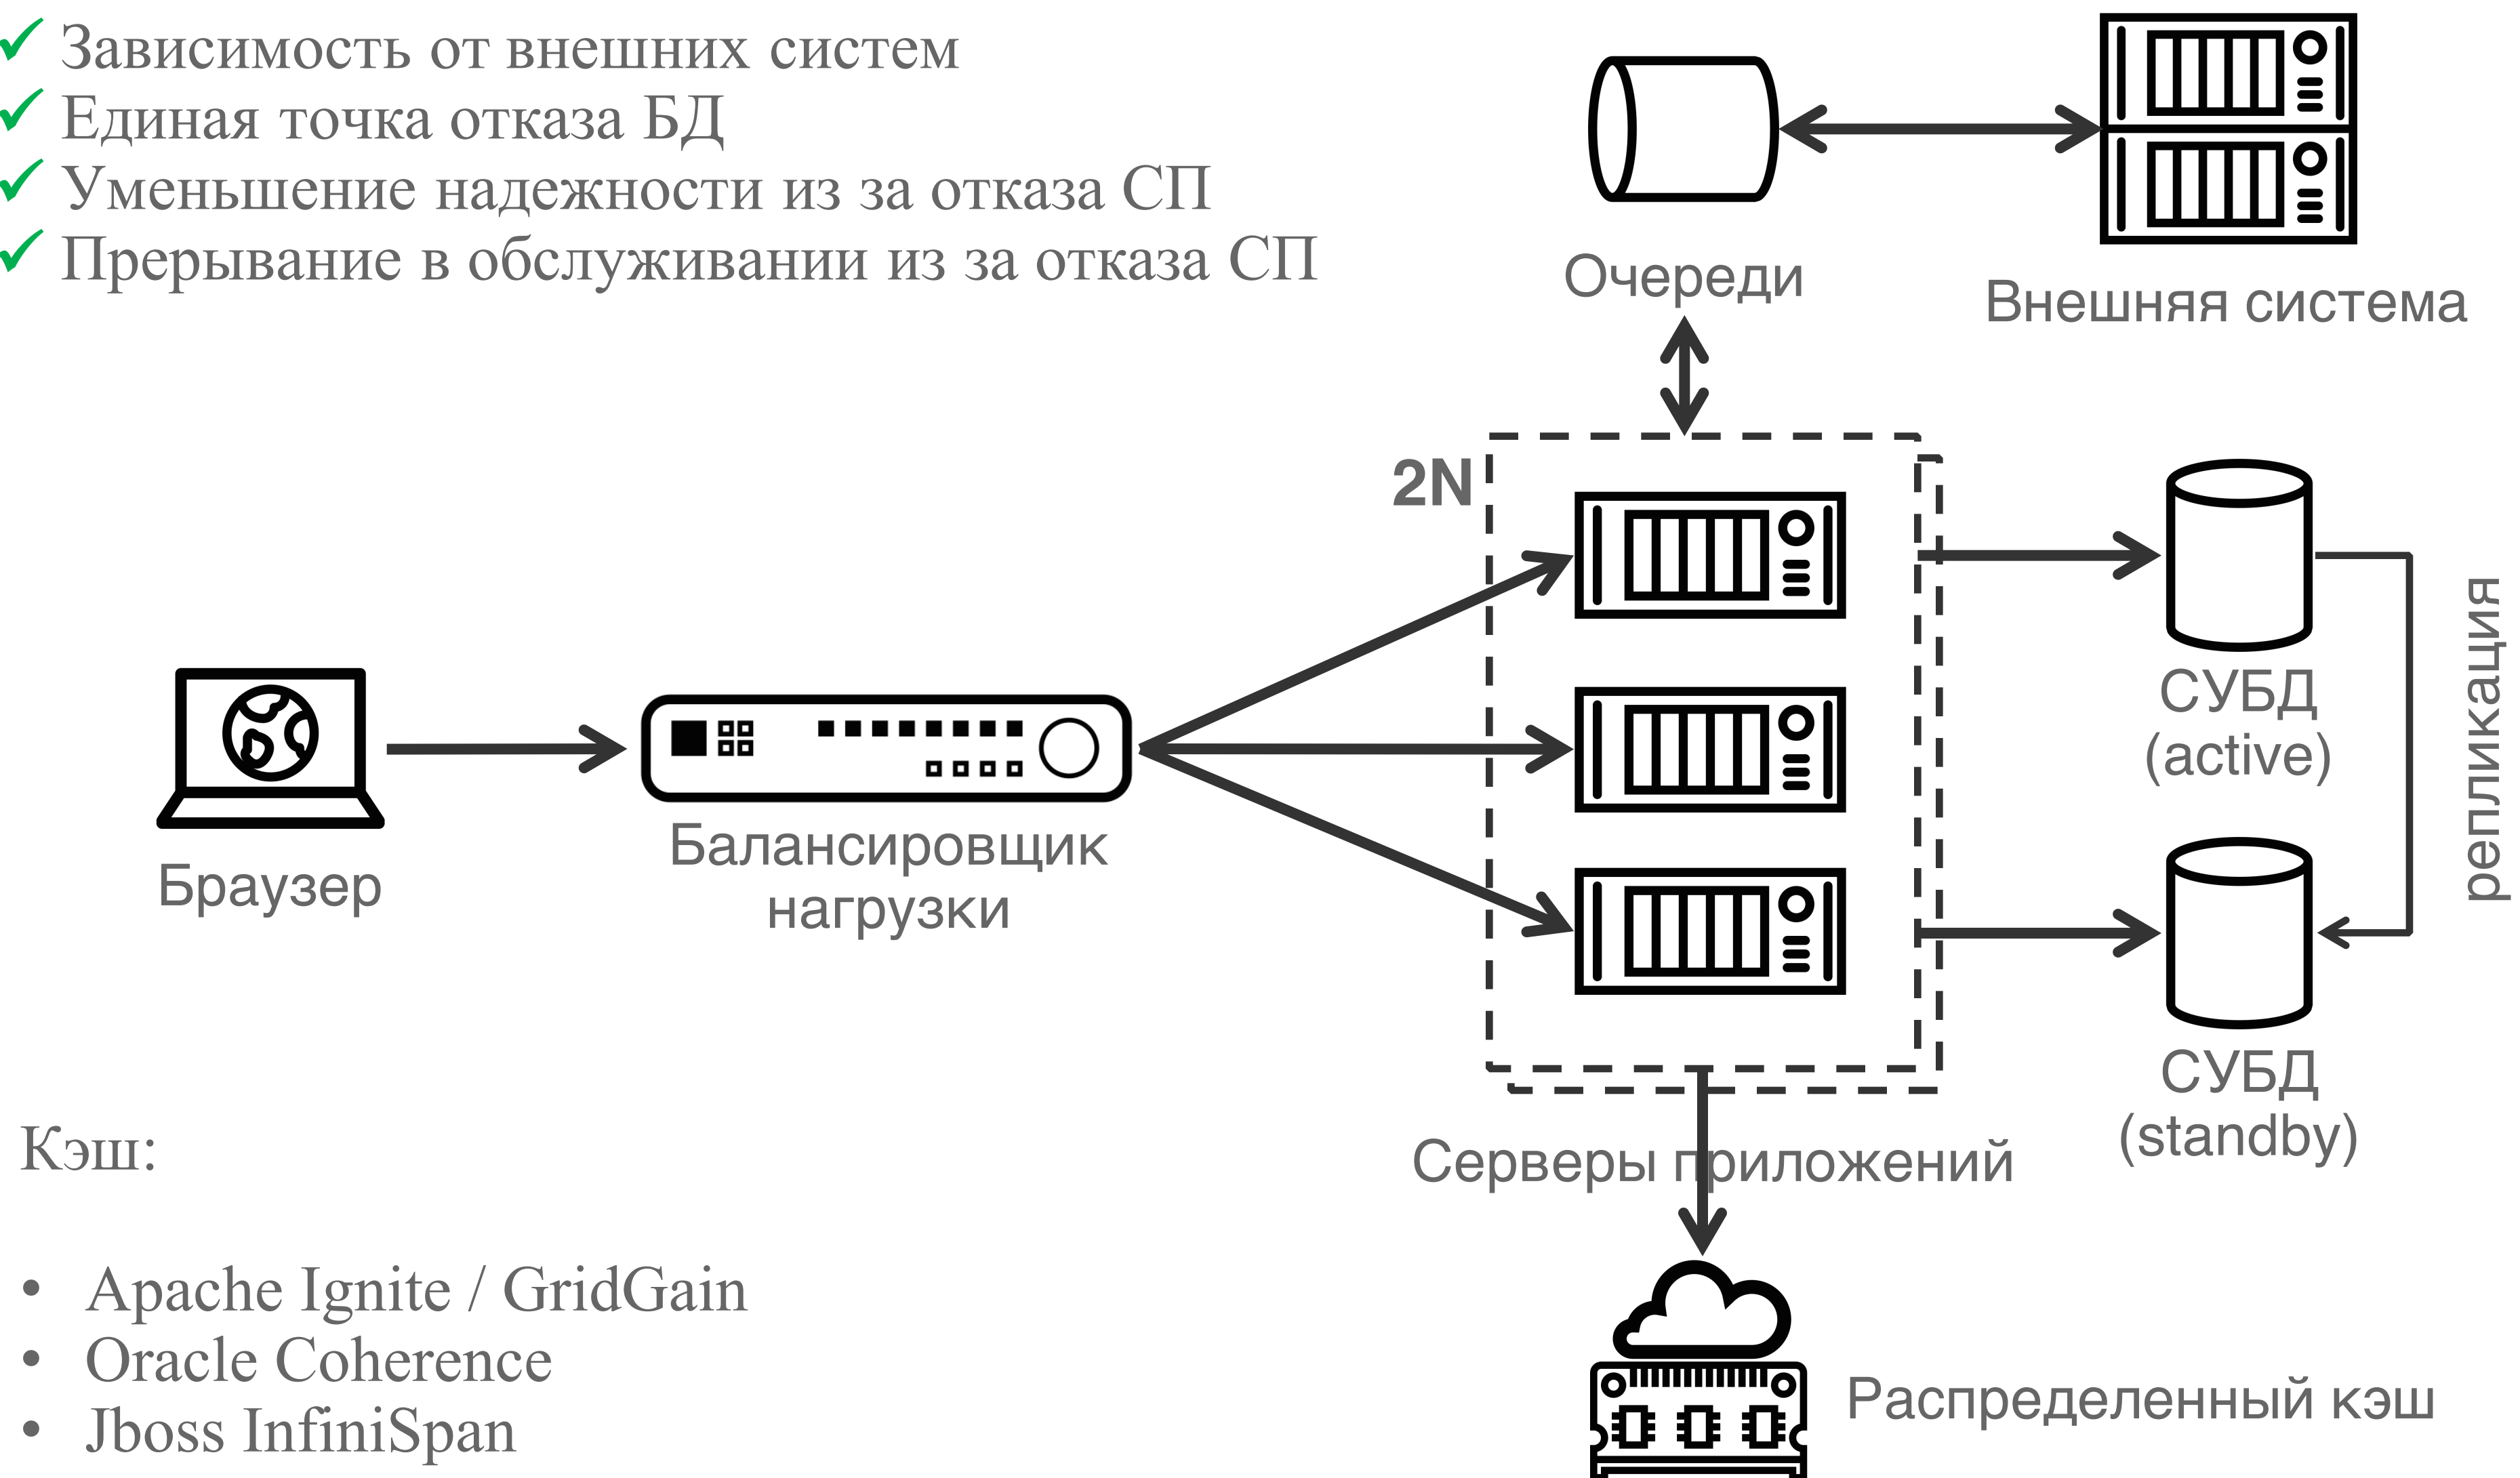 Зависимость от внешних систем
Единая точка отказа БД
Уменьшение надежности из за отказа СП
Прерывание в обслуживании из за отказа СП
Очереди
Внешняя система
2N
СУБД
(active)
репликация
Браузер
Балансировщик
нагрузки
СУБД
(standby)
Серверы приложений
Кэш:
• Apache Ignite / GridGain
• Oracle Coherence
• Jboss InfiniSpan
Распределенный кэш